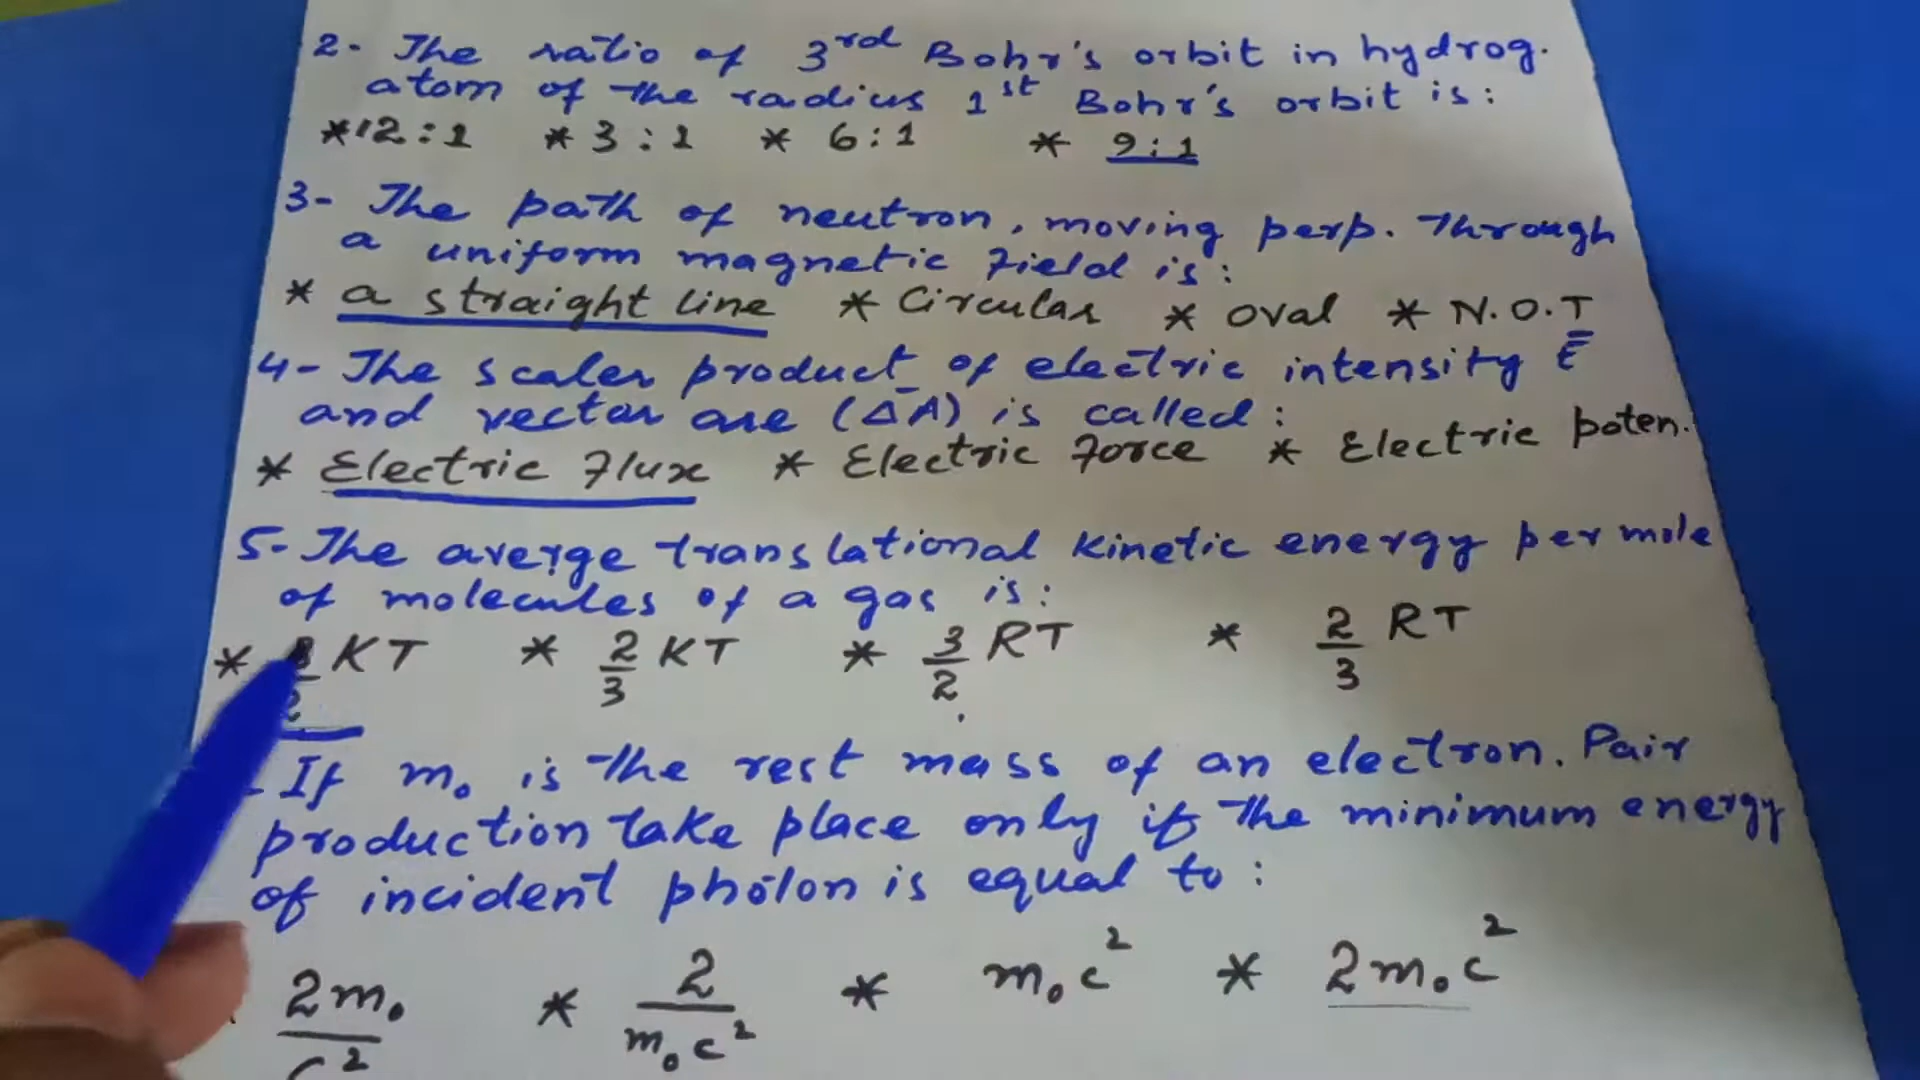 2- The ratio of 3rd Bohr's orbit in hydrog.
atom of the radius 1st Bohr's orbit is:
*12:1 * 3:1 * 6:1 * 9:1
3- The path of neutron, moving perp. Through
a uniform magnetic Field is:
* a straight line * Circular * oval * N.O.T
4- The scaler product of electric intensity E̅
and vector are (ΔA̅) is called:
* Electric Flux * Electric Force * Electric poten.
5- The averge translational kinetic energy per mole
of molecules of a gas is:
* 3/2 KT * 2/3 KT * 3/2 RT * 2/3 RT
- If m₀ is the rest mass of an electron. Pair
production take place only if the minimum energy
of incident photon is equal to:
2m₀/c² * 2/m₀c² * m₀c² * 2m₀c²